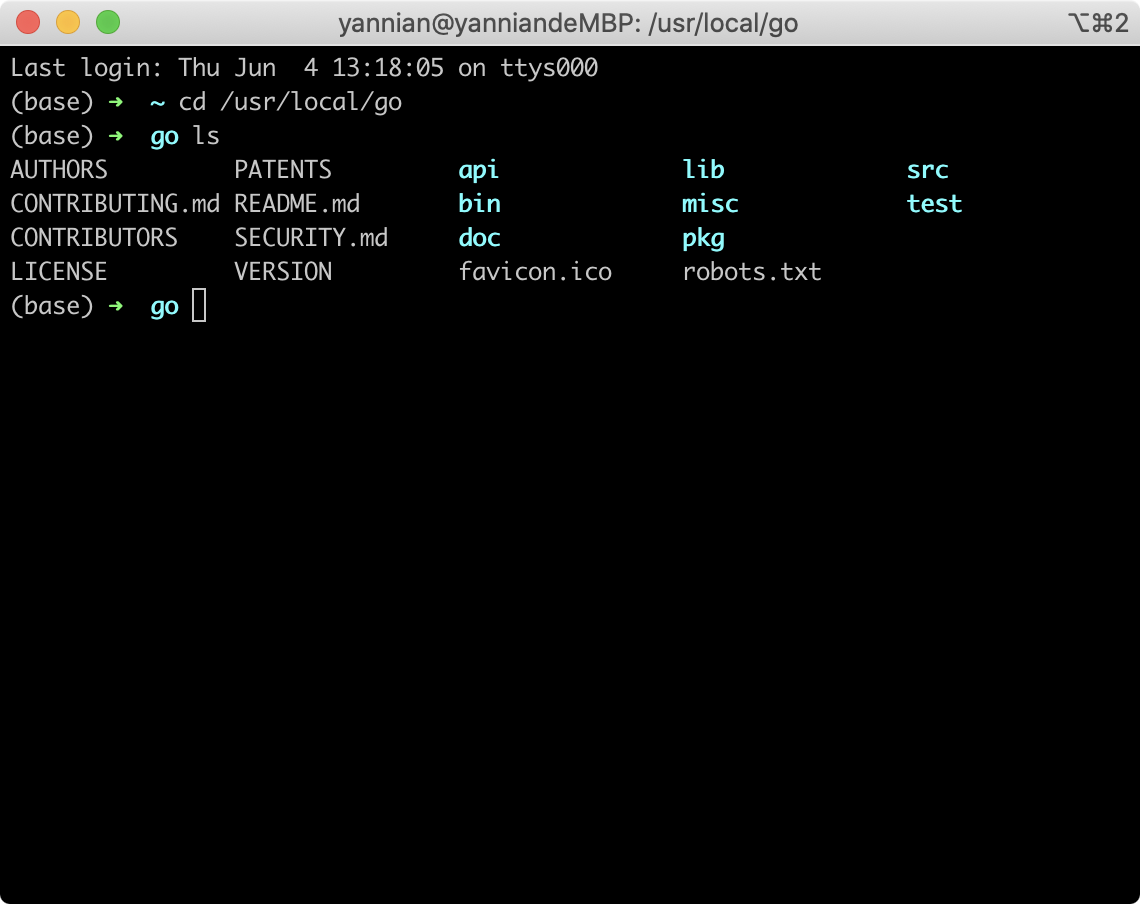 yannian@yanniandeMBP: /usr/local/go ⌥⌘2
Last login: Thu Jun  4 13:18:05 on ttys000
(base) ➜  ~ cd /usr/local/go
(base) ➜  go ls
AUTHORS         PATENTS         api             lib             src
CONTRIBUTING.md README.md       bin             misc            test
CONTRIBUTORS    SECURITY.md     doc             pkg
LICENSE         VERSION         favicon.ico     robots.txt
(base) ➜  go